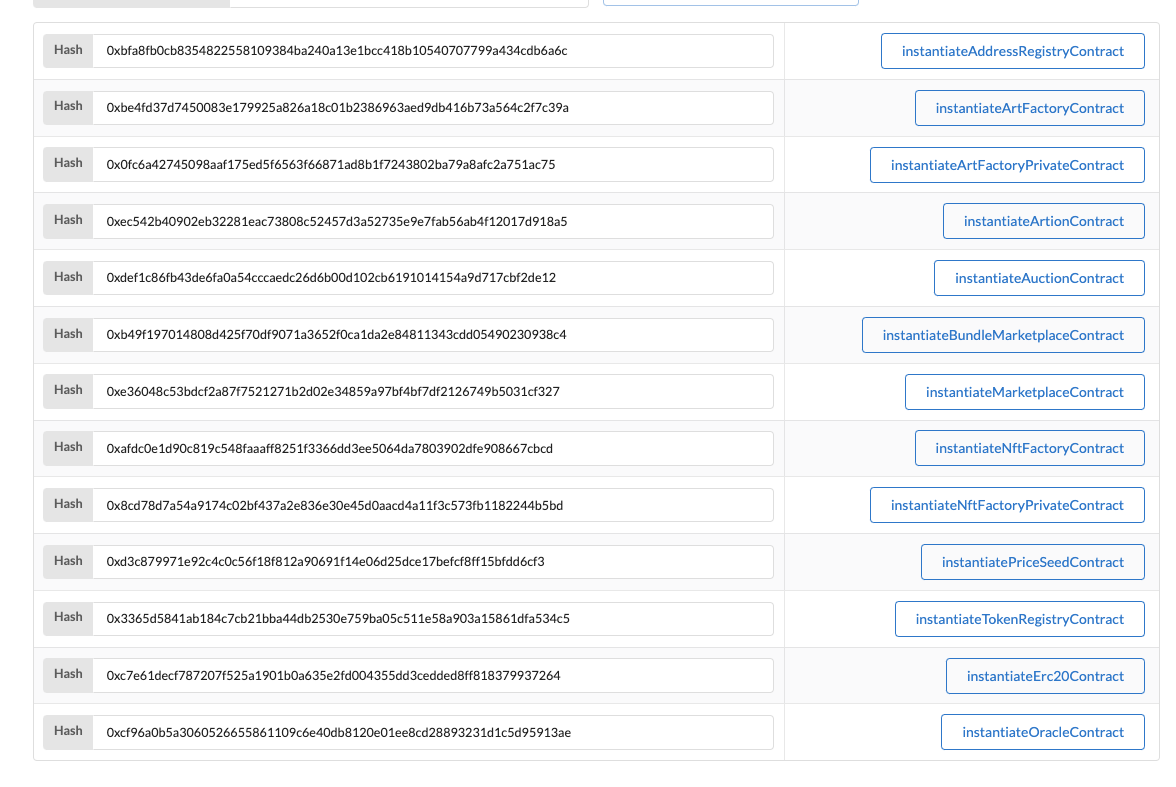 Hash 0xbfa8fb0cb8354822558109384ba240a13e1bcc418b10540707799a434cdb6a6c instantiateAddressRegistryContract
Hash 0xbe4fd37d7450083e179925a826a18c01b2386963aed9db416b73a564c2f7c39a instantiateArtFactoryContract
Hash 0x0fc6a42745098aaf175ed5f6563f66871ad8b1f7243802ba79a8afc2a751ac75 instantiateArtFactoryPrivateContract
Hash 0xec542b40902eb32281eac73808c52457d3a52735e9e7fab56ab4f12017d918a5 instantiateArtionContract
Hash 0xdef1c86fb43de6fa0a54cccaedc26d6b00d102cb6191014154a9d717cbf2de12 instantiateAuctionContract
Hash 0xb49f197014808d425f70df9071a3652f0ca1da2e84811343cdd05490230938c4 instantiateBundleMarketplaceContract
Hash 0xe36048c53bdcf2a87f7521271b2d02e34859a97bf4bf7df2126749b5031cf327 instantiateMarketplaceContract
Hash 0xafdc0e1d90c819c548faaaff8251f3366dd3ee5064da7803902dfe908667cbcd instantiateNftFactoryContract
Hash 0x8cd78d7a54a9174c02bf437a2e836e30e45d0aacd4a11f3c573fb1182244b5bd instantiateNftFactoryPrivateContract
Hash 0xd3c879971e92c4c0c56f18f812a90691f14e06d25dce17befcf8ff15bfdd6cf3 instantiatePriceSeedContract
Hash 0x3365d5841ab184c7cb21bba44db2530e759ba05c511e58a903a15861dfa534c5 instantiateTokenRegistryContract
Hash 0xc7e61decf787207f525a1901b0a635e2fd004355dd3cedded8ff818379937264 instantiateErc20Contract
Hash 0xcf96a0b5a3060526655861109c6e40db8120e01ee8cd28893231d1c5d95913ae instantiateOracleContract